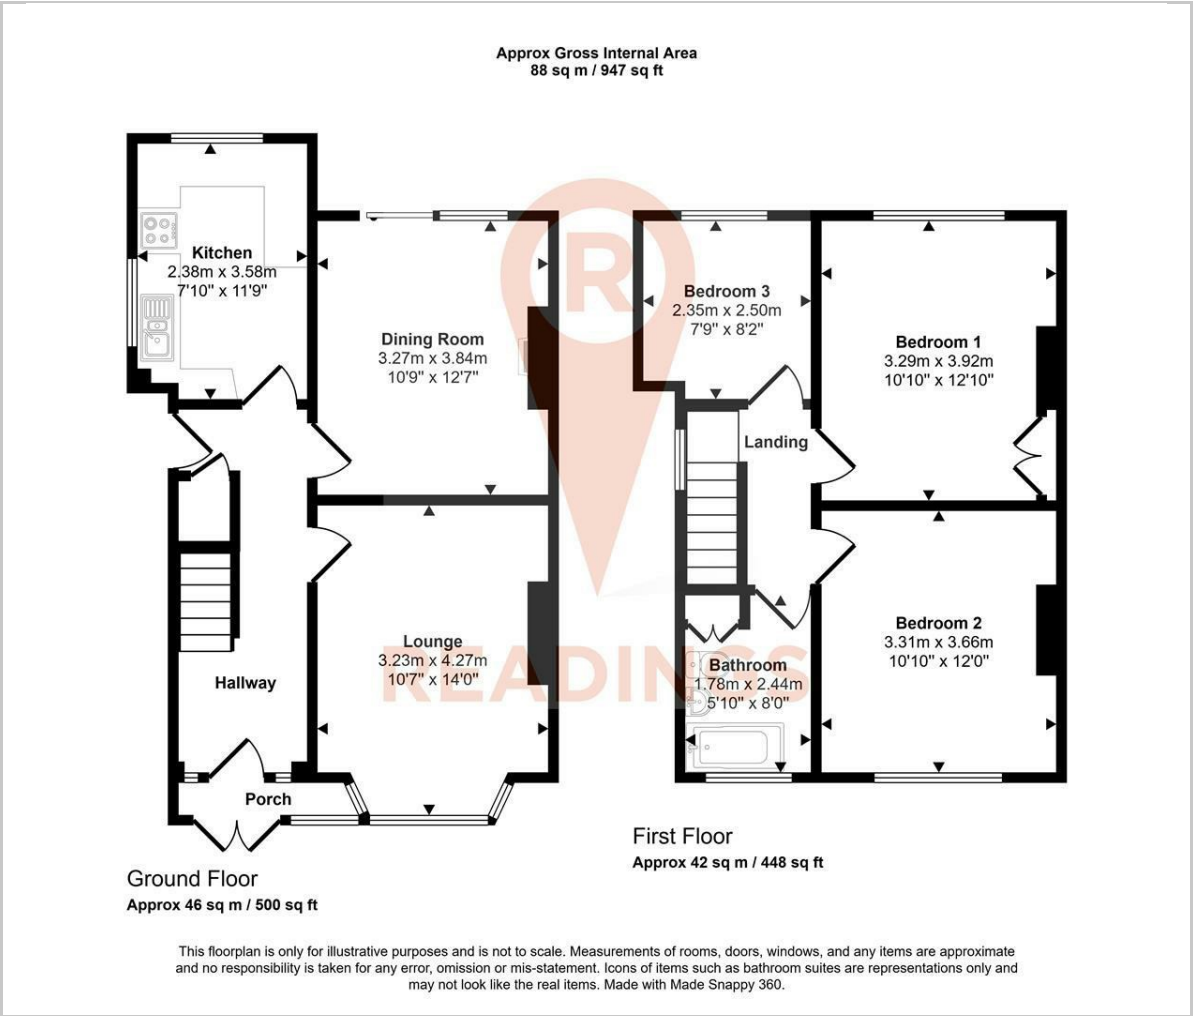 Approx Gross Internal Area
88 sq m / 947 sq ft
Kitchen
2.38m x 3.58m
7'10" x 11'9"
Dining Room
3.27m x 3.84m
10'9" x 12'7"
Lounge
3.23m x 4.27m
10'7" x 14'0"
Hallway
Porch
Ground Floor
Approx 46 sq m / 500 sq ft
Bedroom 3
2.35m x 2.50m
7'9" x 8'2"
Bedroom 1
3.29m x 3.92m
10'10" x 12'10"
Landing
Bedroom 2
3.31m x 3.66m
10'10" x 12'0"
Bathroom
1.78m x 2.44m
5'10" x 8'0"
First Floor
Approx 42 sq m / 448 sq ft
R
READINGS
This floorplan is only for illustrative purposes and is not to scale. Measurements of rooms, doors, windows, and any items are approximate
and no responsibility is taken for any error, omission or mis-statement. Icons of items such as bathroom suites are representations only and
may not look like the real items. Made with Made Snappy 360.